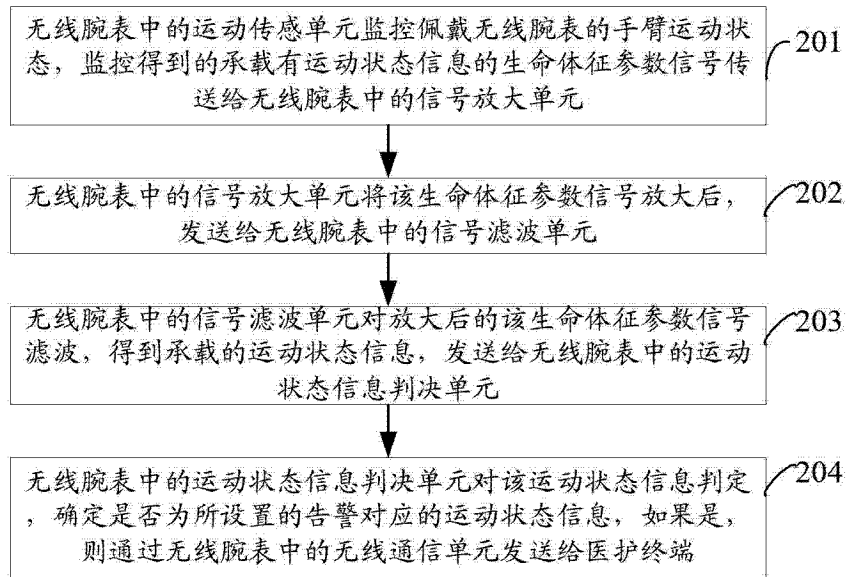 无线腕表中的运动传感单元监控佩戴无线腕表的手臂运动状
态，监控得到的承载有运动状态信息的生命体征参数信号传
送给无线腕表中的信号放大单元
201
无线腕表中的信号放大单元将该生命体征参数信号放大后，
发送给无线腕表中的信号滤波单元
202
无线腕表中的信号滤波单元对放大后的该生命体征参数信号
滤波，得到承载的运动状态信息，发送给无线腕表中的运动
状态信息判决单元
203
无线腕表中的运动状态信息判决单元对该运动状态信息判定
，确定是否为所设置的告警对应的运动状态信息，如果是，
则通过无线腕表中的无线通信单元发送给医护终端
204